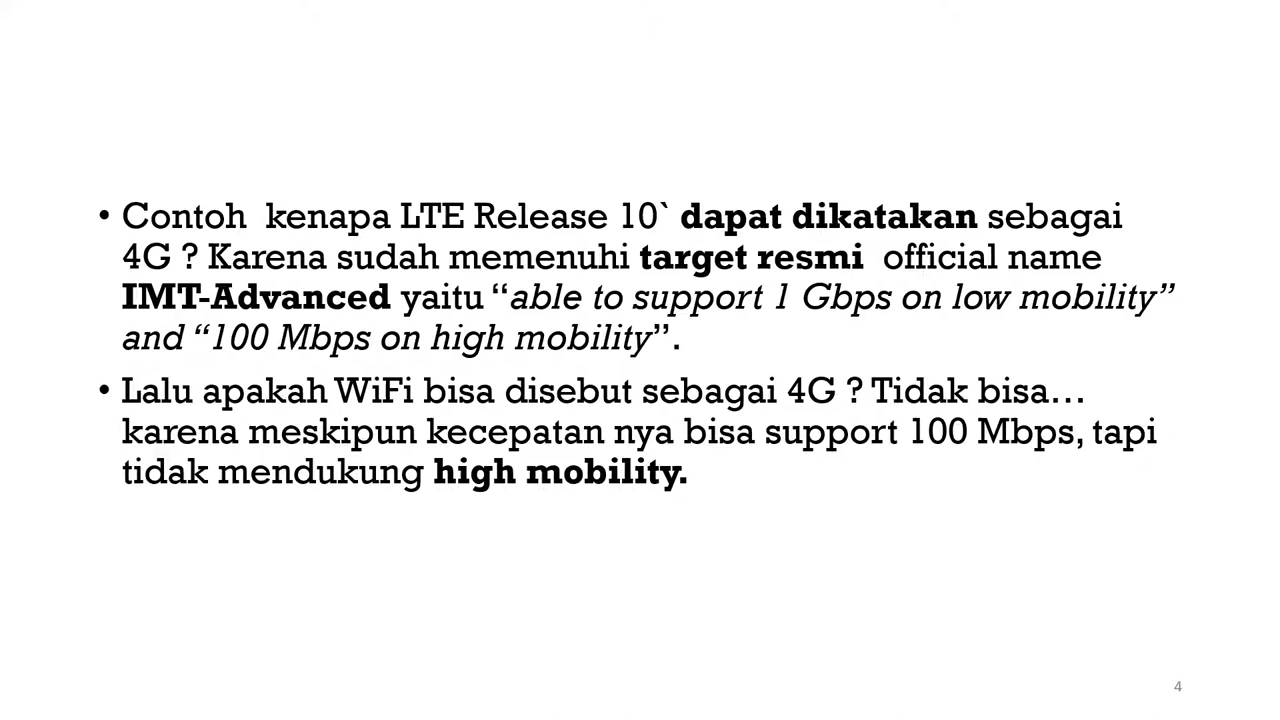 • Contoh  kenapa LTE Release 10` dapat dikatakan sebagai
4G ? Karena sudah memenuhi target resmi  official name
IMT-Advanced yaitu “able to support 1 Gbps on low mobility”
and “100 Mbps on high mobility”.
• Lalu apakah WiFi bisa disebut sebagai 4G ? Tidak bisa…
karena meskipun kecepatan nya bisa support 100 Mbps, tapi
tidak mendukung high mobility.
4